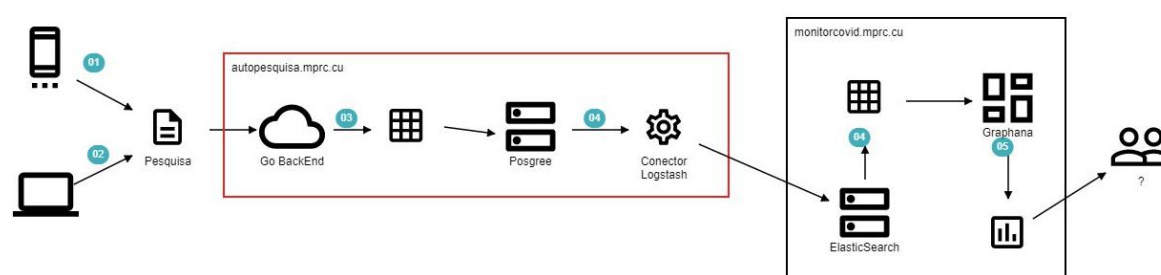 monitorcovid.mprc.cu
01
autopesquisa.mprc.cu
03
04
04
Graphana
05
02
Pesquisa
Go BackEnd
Posgree
Conector
Logstash
?
ElasticSearch